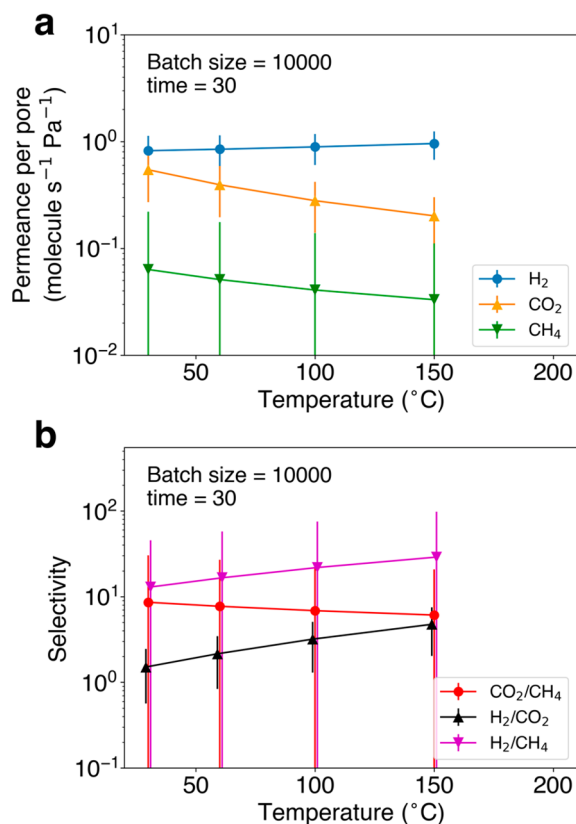 a
Batch size = 10000
time = 30
Permeance per pore
(molecule s⁻¹ Pa⁻¹)
10¹
10⁰
10⁻¹
10⁻²
H₂
CO₂
CH₄
50 100 150 200
Temperature (°C)
b
Batch size = 10000
time = 30
Selectivity
10²
10¹
10⁰
10⁻¹
CO₂/CH₄
H₂/CO₂
H₂/CH₄
50 100 150 200
Temperature (°C)